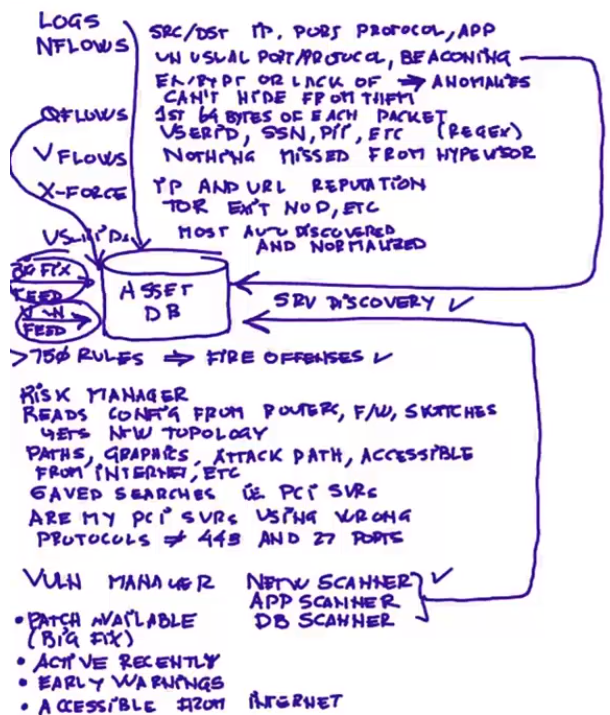 LOGS
NFLOWS
SRC/DST IP, PORT PROTOCOL, APP
UNUSUAL PORT/PROTOCOL, BEACONING
ENCRYPT OR LACK OF → ANOMALIES
CAN'T HIDE FROM THEM
QFLOWS 1ST 64 BYTES OF EACH PACKET
USERID, SSN, PII, ETC (REGEX)
VFLOWS NOTHING MISSED FROM HYPEVISOR
X-FORCE IP AND URL REPUTATION
TOR EXIT NOD, ETC
MOST AUTO DISCOVERED
AND NORMALIZED
BIG FIX
FEED
VLN
FEED
ASSET
DB
SRV DISCOVERY ✓
>750 RULES ⇒ FIRE OFFENSES ✓
RISK MANAGER
READS CONFIG FROM ROUTERS, F/W, SWITCHES
GETS NTW TOPOLOGY
PATHS, GRAPHICS, ATTACK PATH, ACCESSIBLE
FROM INTERNET, ETC
SAVED SEARCHES IE PCI SVRS
ARE MY PCI SVRS USING WRONG
PROTOCOLS ≠ 443 AND 27 PORTS
VULN MANAGER NETW SCANNER ✓
APP SCANNER
DB SCANNER
• PATCH AVAILABLE
(BIG FIX)
• ACTIVE RECENTLY
• EARLY WARNINGS
• ACCESSIBLE FROM INTERNET